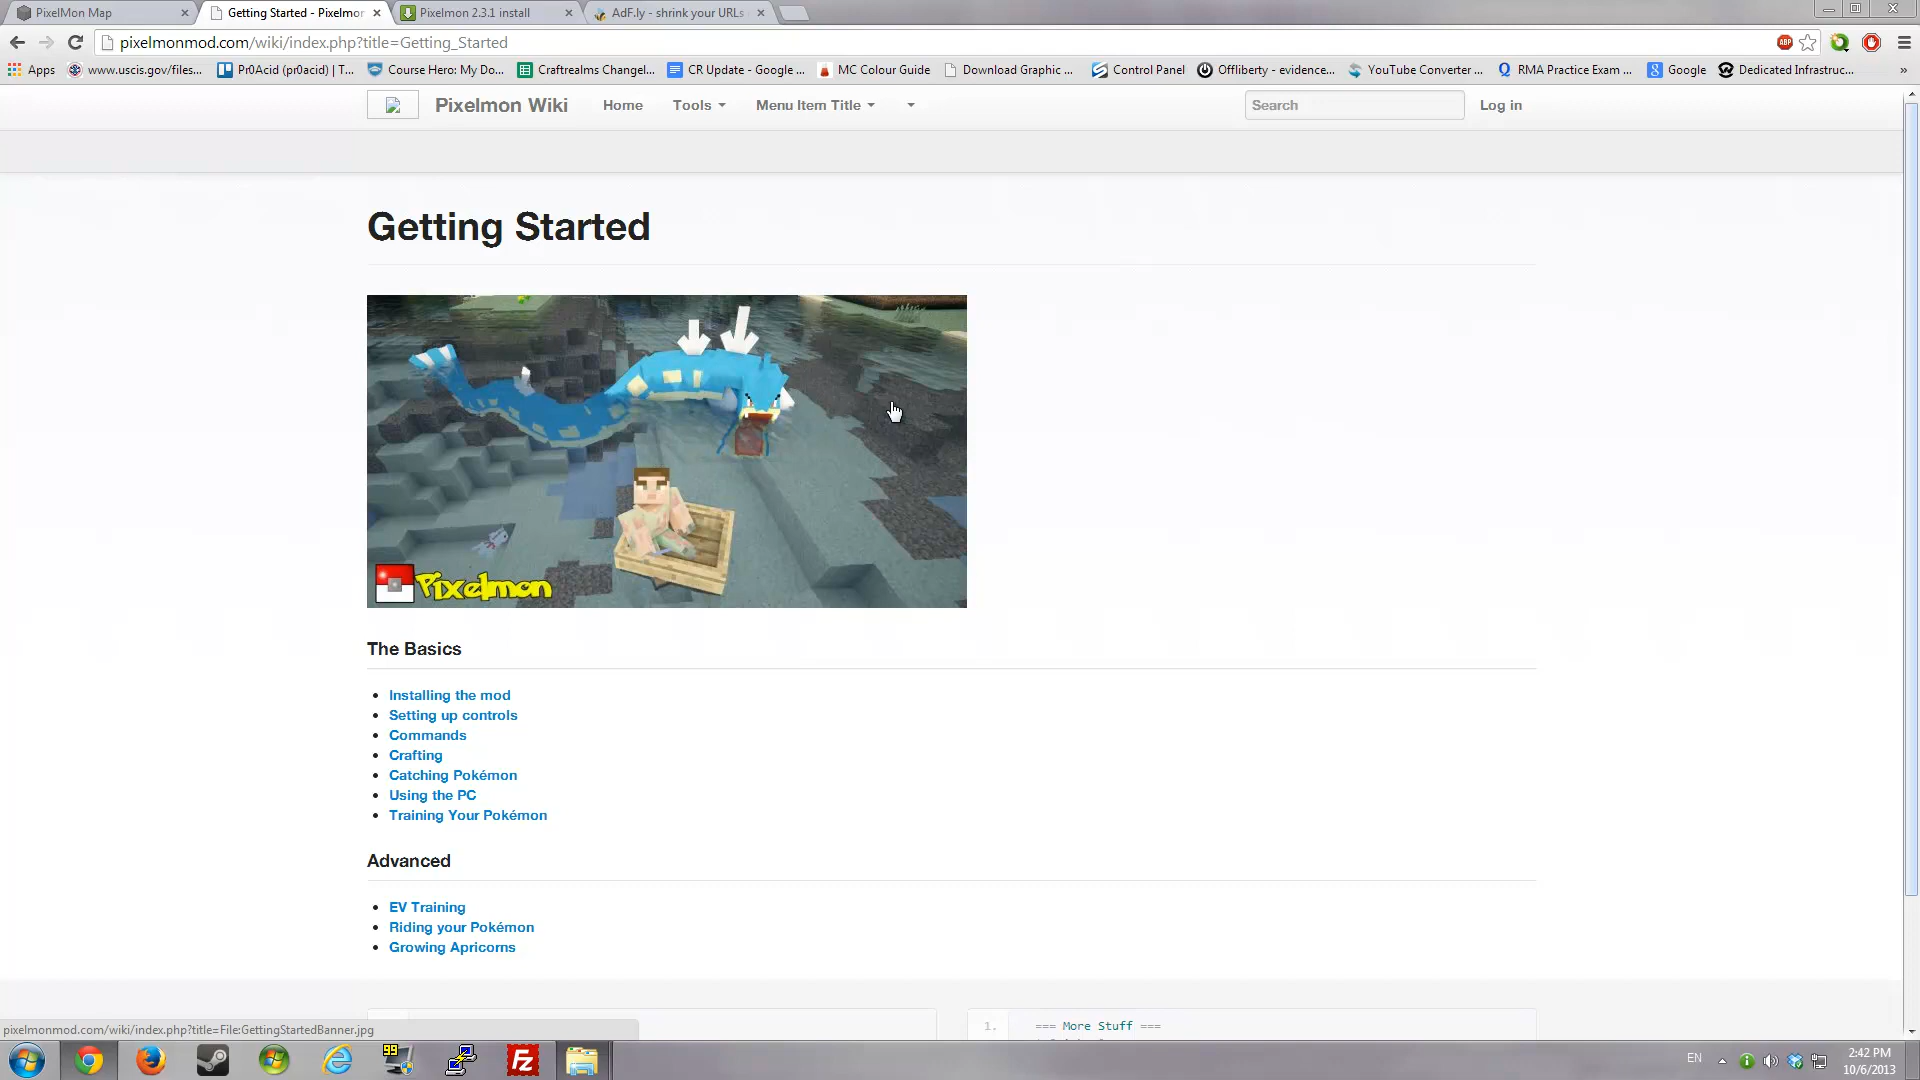 PixelMon Map
Getting Started - Pixelmon
Pixelmon 2.3.1 install
AdF.ly - shrink your URLs
pixelmonmod.com/wiki/index.php?title=Getting_Started
ABP
Apps
www.uscis.gov/files...
Pr0Acid (pr0acid) | T...
Course Hero: My Do...
Craftrealms Changel...
CR Update - Google ...
MC Colour Guide
Download Graphic ...
Control Panel
Offliberty - evidence...
YouTube Converter ...
RMA Practice Exam ...
Google
Dedicated Infrastruc...
»
Pixelmon Wiki
Home
Tools
Menu Item Title
Search
Log in
Getting Started
Pixelmon
The Basics
• Installing the mod
• Setting up controls
• Commands
• Crafting
• Catching Pokémon
• Using the PC
• Training Your Pokémon
Advanced
• EV Training
• Riding your Pokémon
• Growing Apricorns
1. === More Stuff ===
pixelmonmod.com/wiki/index.php?title=File:GettingStartedBanner.jpg
99
FZ
EN
2:42 PM
10/6/2013